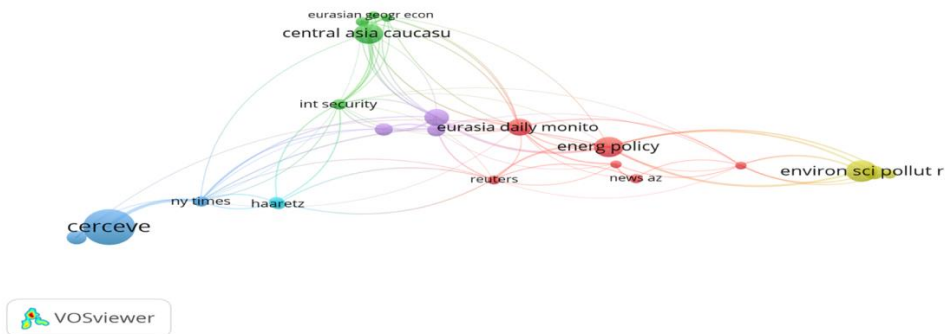 eurasian geogr econ
central asia caucasu
int security
eurasia daily monito
energ policy
environ sci pollut r
reuters
news az
ny times
haaretz
cerceve
VOSviewer